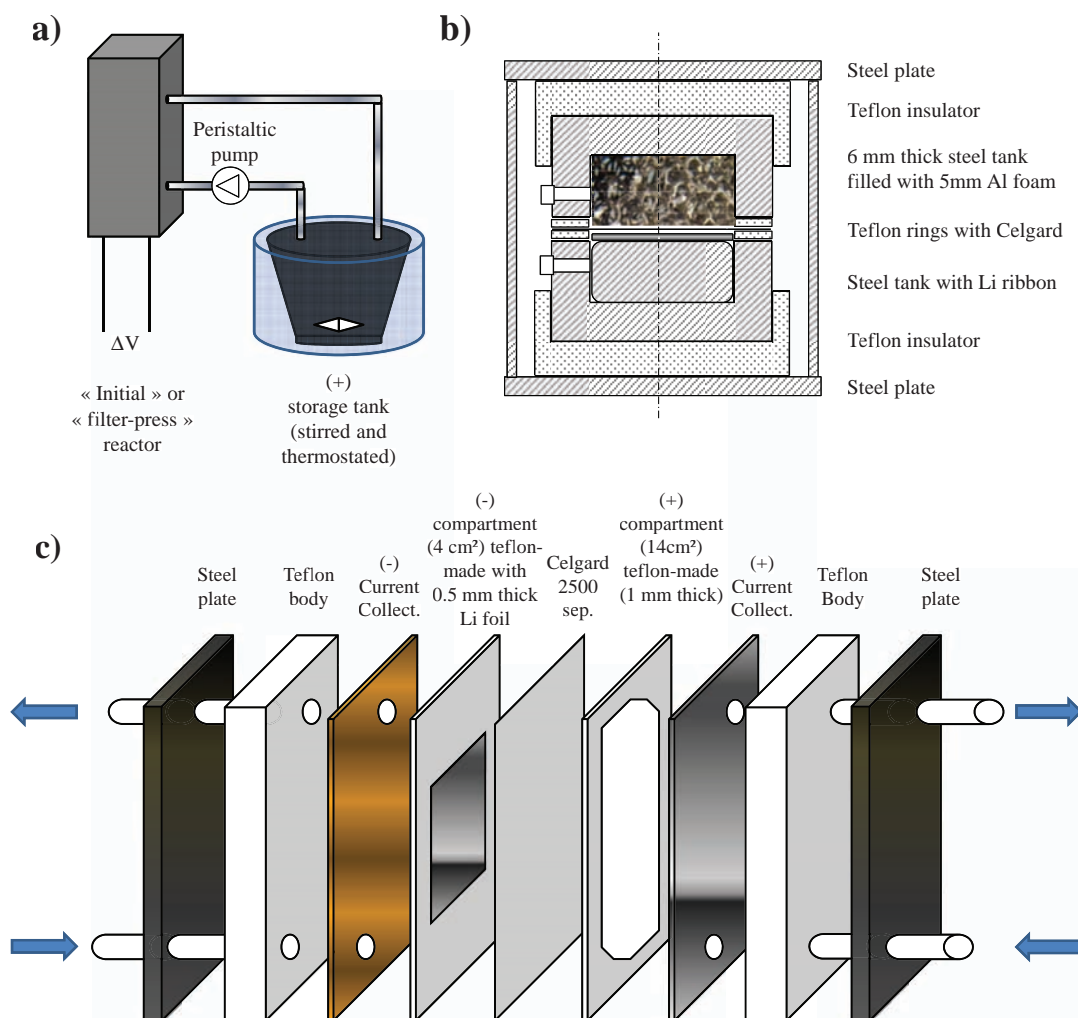 a)
Peristaltic
pump
ΔV
« Initial » or
« filter-press »
reactor
(+)
storage tank
(stirred and
thermostated)
b)
Steel plate
Teflon insulator
6 mm thick steel tank
filled with 5mm Al foam
Teflon rings with Celgard
Steel tank with Li ribbon
Teflon insulator
Steel plate
c)
Steel
plate
Teflon
body
(-)
Current
Collect.
(-)
compartment
(4 cm²) teflon-
made with
0.5 mm thick
Li foil
Celgard
2500
sep.
(+)
compartment
(14cm²)
teflon-made
(1 mm thick)
(+)
Current
Collect.
Teflon
Body
Steel
plate